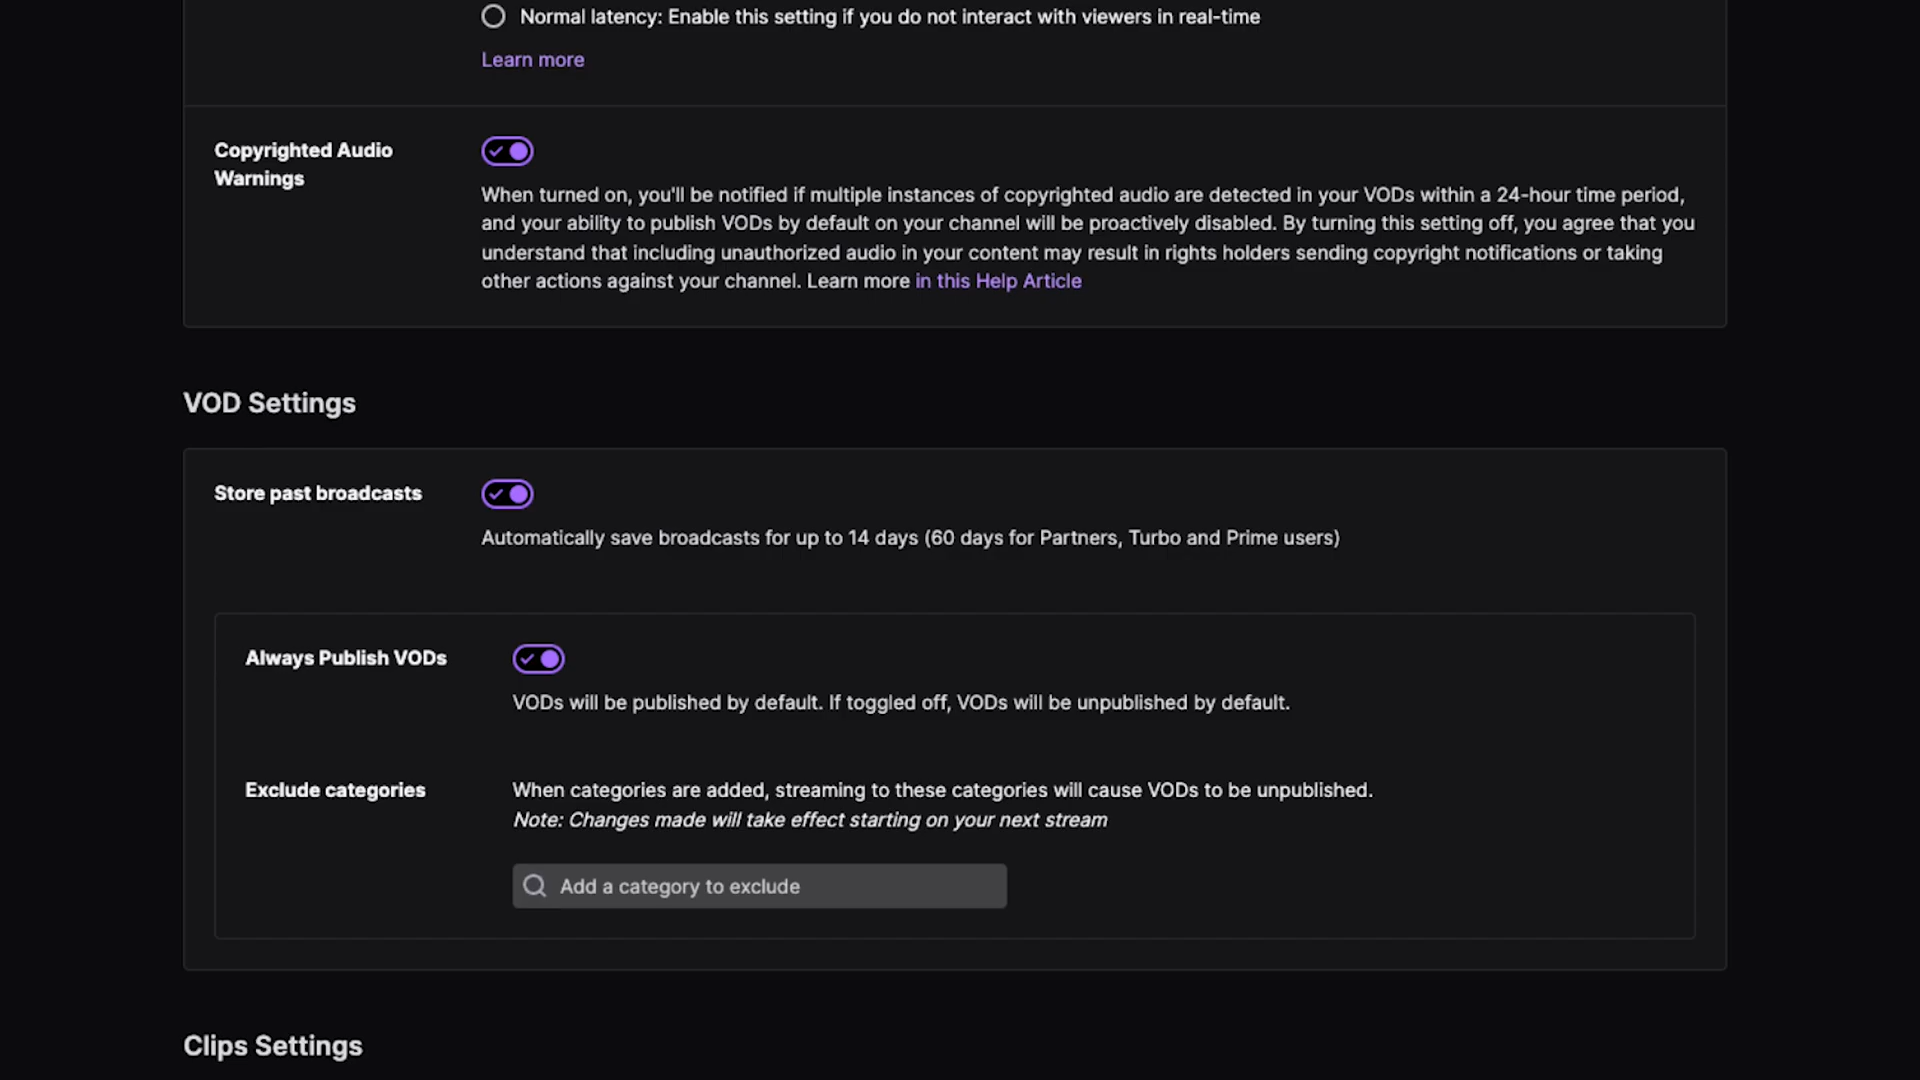 Normal latency: Enable this setting if you do not interact with viewers in real-time
Learn more
Copyrighted Audio
Warnings
When turned on, you'll be notified if multiple instances of copyrighted audio are detected in your VODs within a 24-hour time period,
and your ability to publish VODs by default on your channel will be proactively disabled. By turning this setting off, you agree that you
understand that including unauthorized audio in your content may result in rights holders sending copyright notifications or taking
other actions against your channel. Learn more in this Help Article
VOD Settings
Store past broadcasts
Automatically save broadcasts for up to 14 days (60 days for Partners, Turbo and Prime users)
Always Publish VODs
VODs will be published by default. If toggled off, VODs will be unpublished by default.
Exclude categories
When categories are added, streaming to these categories will cause VODs to be unpublished.
Note: Changes made will take effect starting on your next stream
Add a category to exclude
Clips Settings